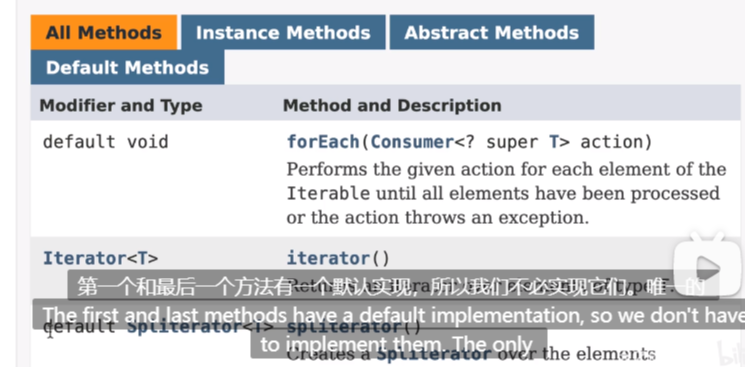 All Methods Instance Methods Abstract Methods
Default Methods
Modifier and Type Method and Description
default void forEach(Consumer<? super T> action)
Performs the given action for each element of the
Iterable until all elements have been processed
or the action throws an exception.
Iterator<T> iterator()
第一个和最后一个方法有一个默认实现，所以我们不必实现它们。唯一的
type T.
The first and last methods have a default implementation, so we don't have
default Spliterator<T> spliterator()
to implement them. The only
Creates a Spliterator over the elements